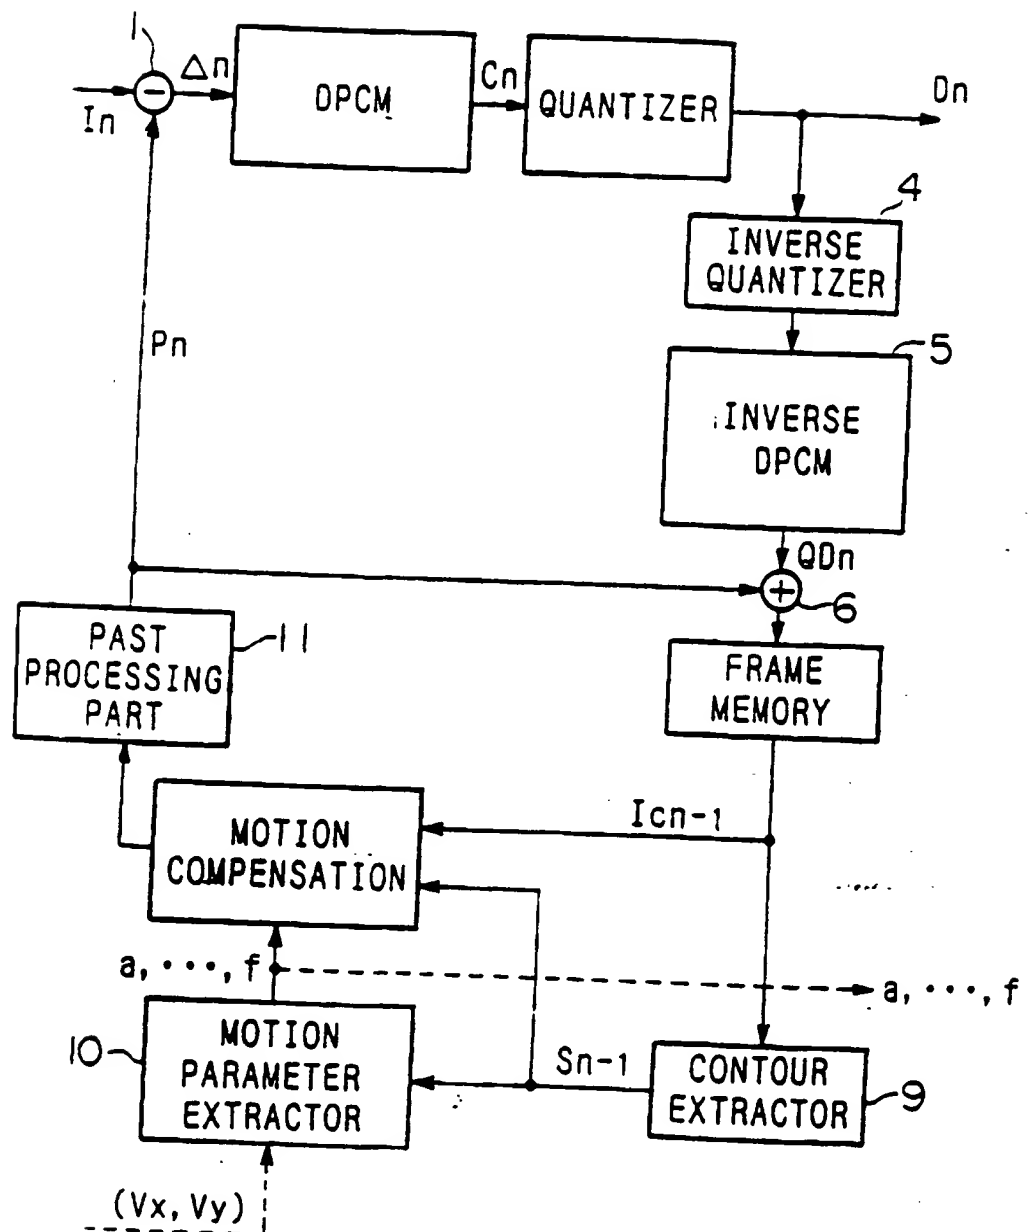 1
In
Δn
DPCM
Cn
QUANTIZER
Dn
4
INVERSE
QUANTIZER
Pn
5
INVERSE
DPCM
QDn
6
PAST
PROCESSING
PART
11
FRAME
MEMORY
MOTION
COMPENSATION
Icn-1
a, ···, f
a, ···, f
10
MOTION
PARAMETER
EXTRACTOR
Sn-1
CONTOUR
EXTRACTOR
9
(Vx, Vy)